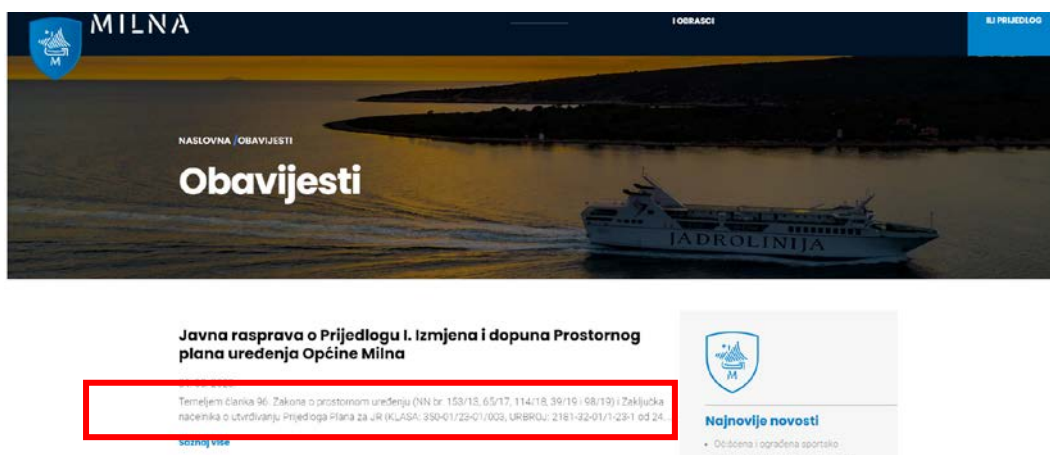 MILNA
I OBRASCI
ILI PRIJEDLOG
M
NASLOVNA /OBAVIJESTI
Obavijesti
JADROLINIJA
Javna rasprava o Prijedlogu I. Izmjena i dopuna Prostornog
plana uređenja Općine Milna
Temeljem članka 96. Zakona o prostornom uređenju (NN br. 153/13, 65/17, 114/18, 39/19 i 98/19) i Zaključka
načelnika o utvrđivanju Prijedloga Plana za JR (KLASA: 350-01/23-01/003, URBROJ: 2181-32-01/1-23-1 od 24...
Saznaj više
M
Najnovije novosti
• Očišćena i ograđena sportsko